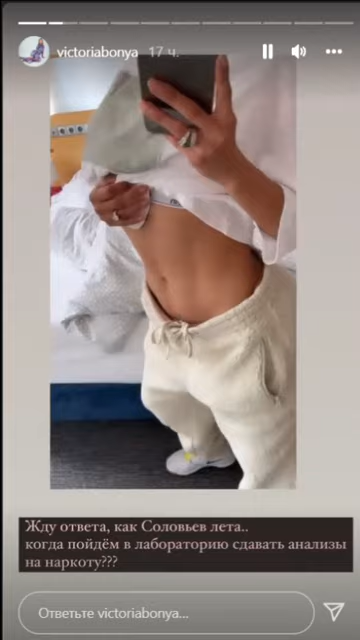 victoriabonya 17 ч.
Жду ответа, как Соловьев лета..
когда пойдём в лабораторию сдавать анализы
на наркоту???
Ответьте victoriabonya...